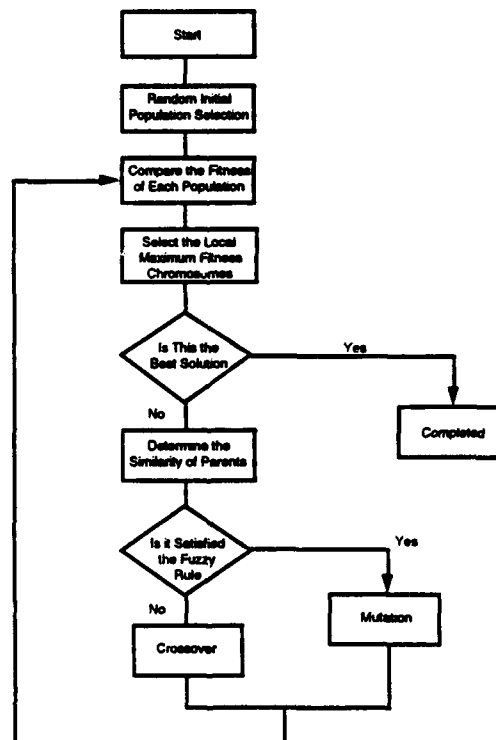 Start
Random Initial
Population Selection
Compare the Fitness
of Each Population
Select the Local
Maximum Fitness
Chromosomes
Is This the
Best Solution
Yes
No
Completed
Determine the
Similarity of Parents
Is it Satisfied
the Fuzzy
Rule
Yes
No
Mutation
Crossover